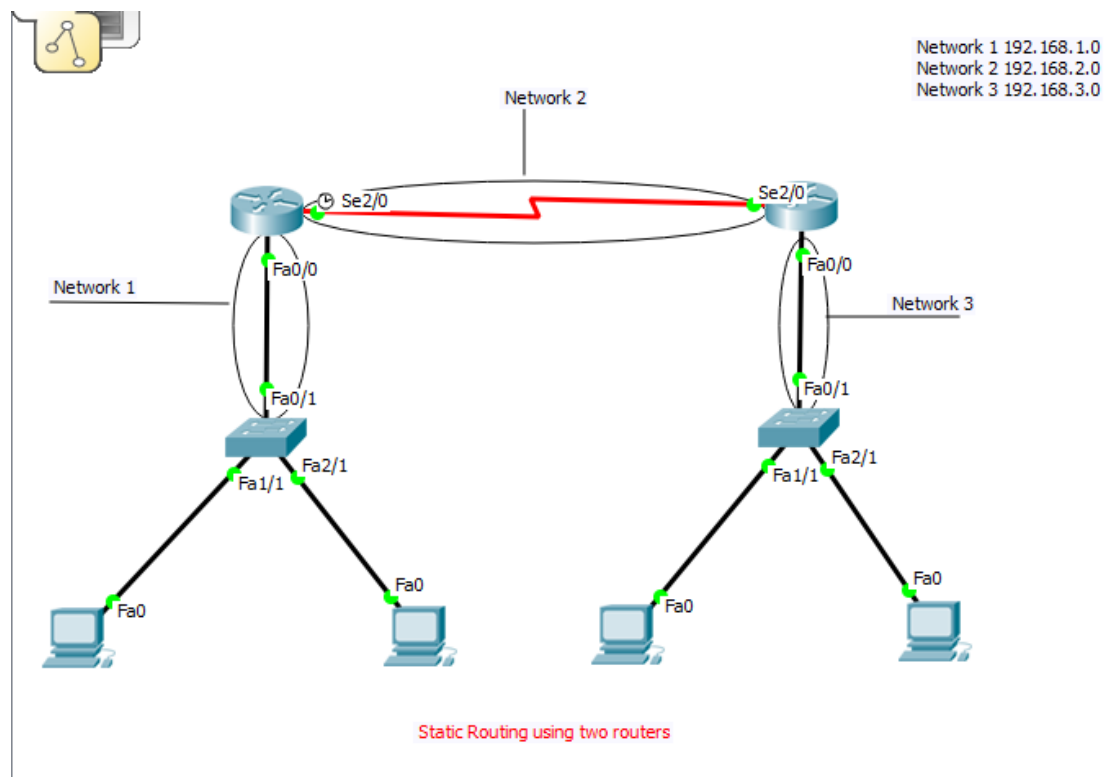 Network 1 192.168.1.0
Network 2 192.168.2.0
Network 3 192.168.3.0
Network 2
Se2/0
Se2/0
Fa0/0
Fa0/0
Network 1
Network 3
Fa0/1
Fa0/1
Fa1/1
Fa2/1
Fa1/1
Fa2/1
Fa0
Fa0
Fa0
Fa0
Static Routing using two routers